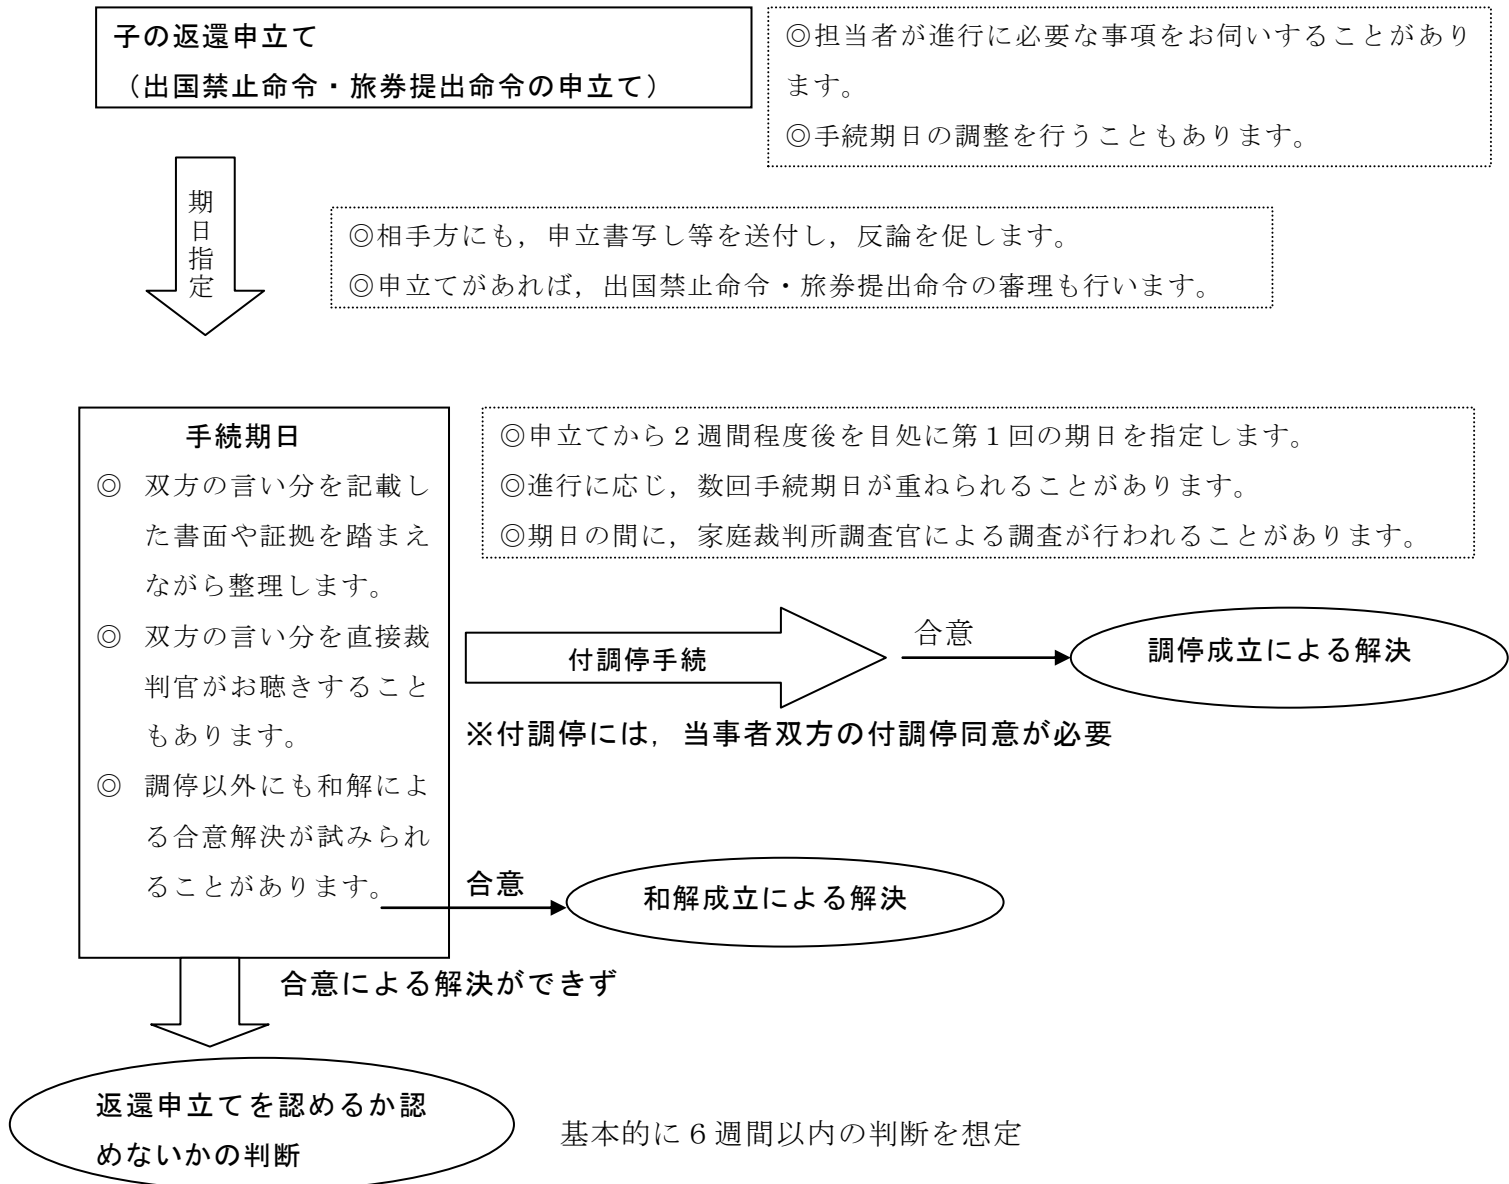 子の返還申立て
（出国禁止命令・旅券提出命令の申立て）
◎担当者が進行に必要な事項をお伺いすることがあり
ます。
◎手続期日の調整を行うこともあります。
期日指定
◎相手方にも，申立書写し等を送付し，反論を促します。
◎申立てがあれば，出国禁止命令・旅券提出命令の審理も行います。
手続期日
◎ 双方の言い分を記載し
た書面や証拠を踏まえ
ながら整理します。
◎ 双方の言い分を直接裁
判官がお聴きすること
もあります。
◎ 調停以外にも和解によ
る合意解決が試みられ
ることがあります。
◎申立てから２週間程度後を目処に第１回の期日を指定します。
◎進行に応じ，数回手続期日が重ねられることがあります。
◎期日の間に，家庭裁判所調査官による調査が行われることがあります。
付調停手続
合意
調停成立による解決
※付調停には，当事者双方の付調停同意が必要
合意
和解成立による解決
合意による解決ができず
返還申立てを認めるか認
めないかの判断
基本的に６週間以内の判断を想定